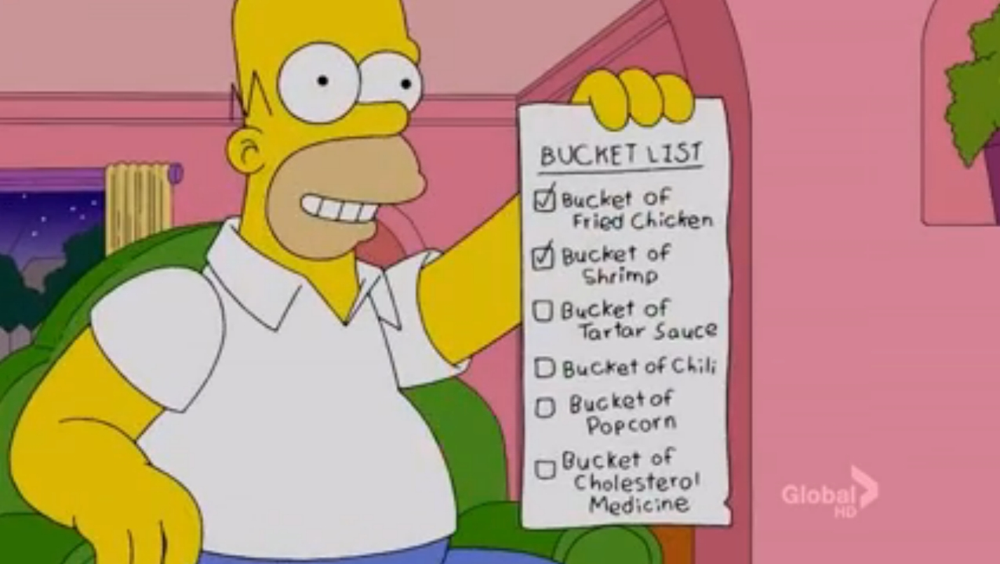 BUCKET LIST
Bucket of
Fried Chicken
Bucket of
Shrimp
Bucket of
Tartar Sauce
Bucket of Chili
Bucket of
Popcorn
Bucket of
Cholesterol
Medicine
Global
HD